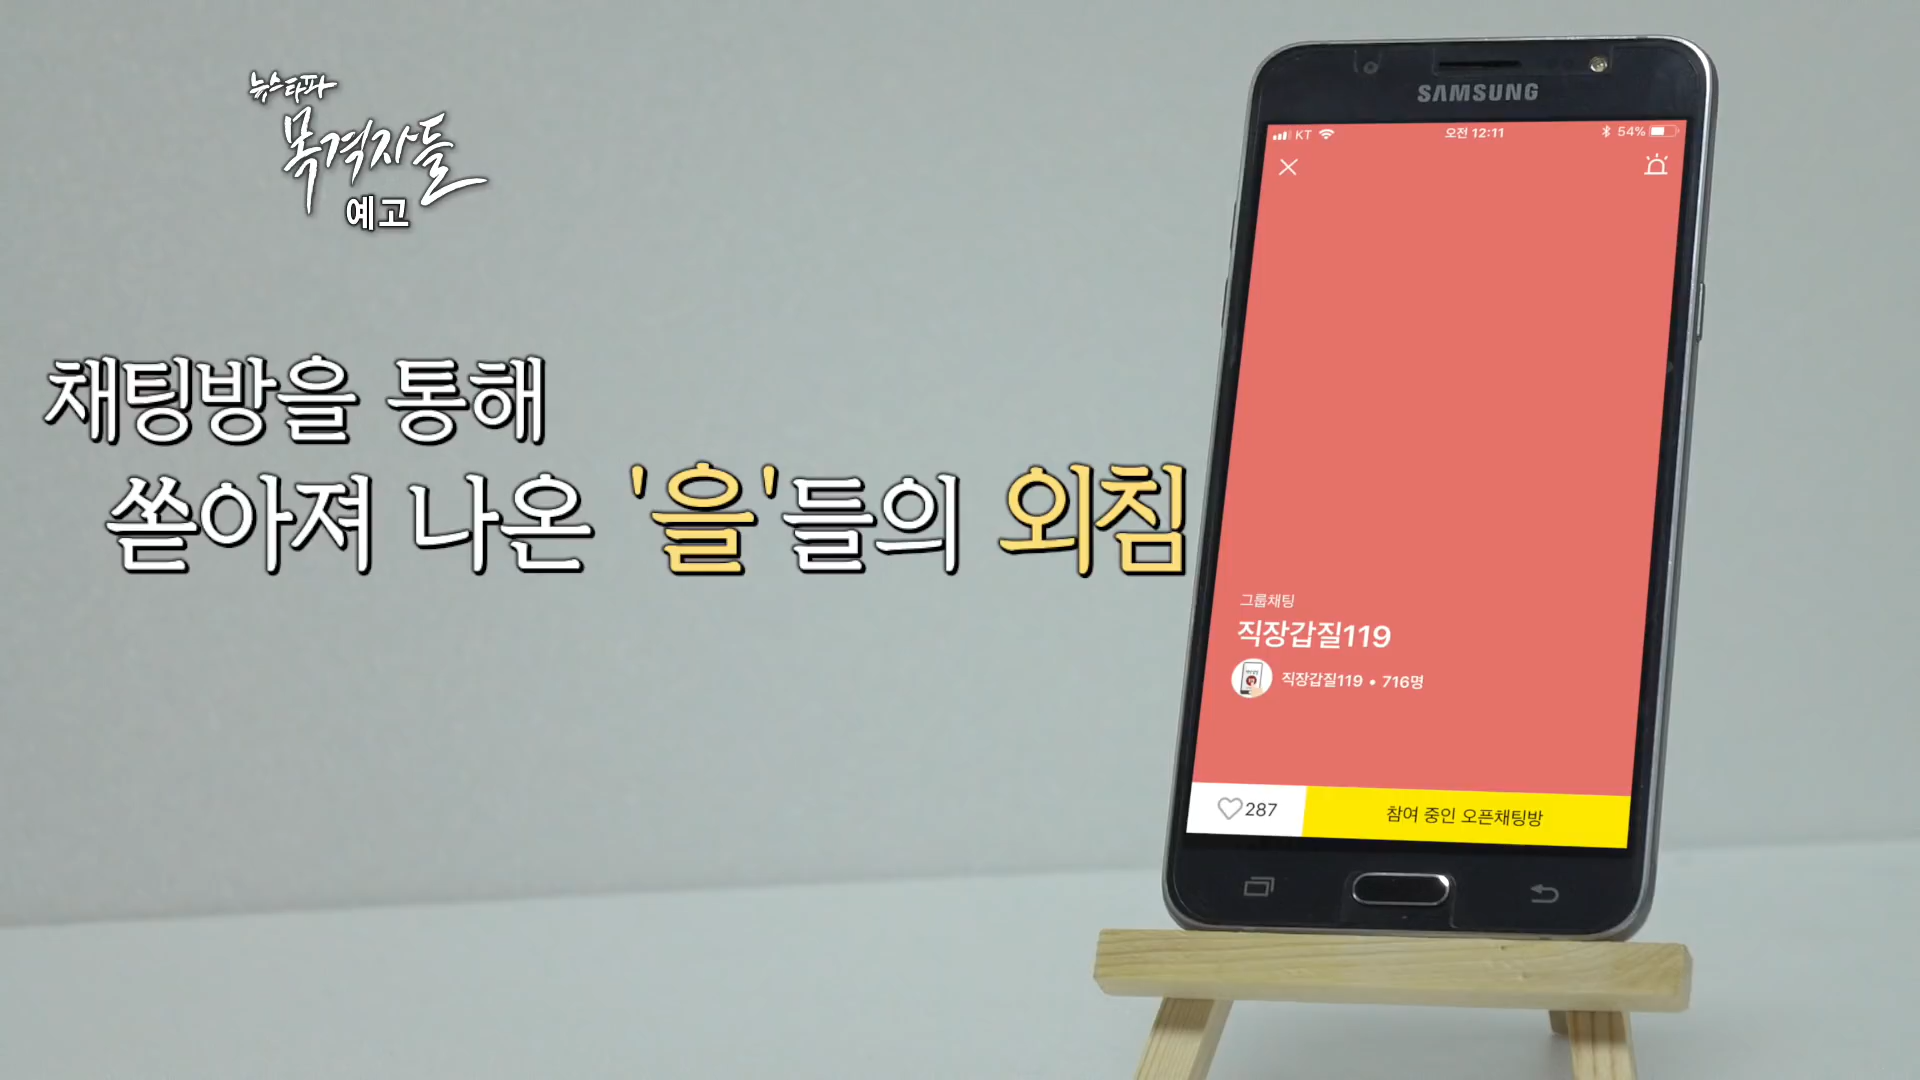 뉴스타파
목격자들
예고
채팅방을 통해
쏟아져 나온 '을'들의 외침
SAMSUNG
KT 오전 12:11 54%
그룹채팅
직장갑질119
직장갑질119 • 716명
287 참여 중인 오픈채팅방